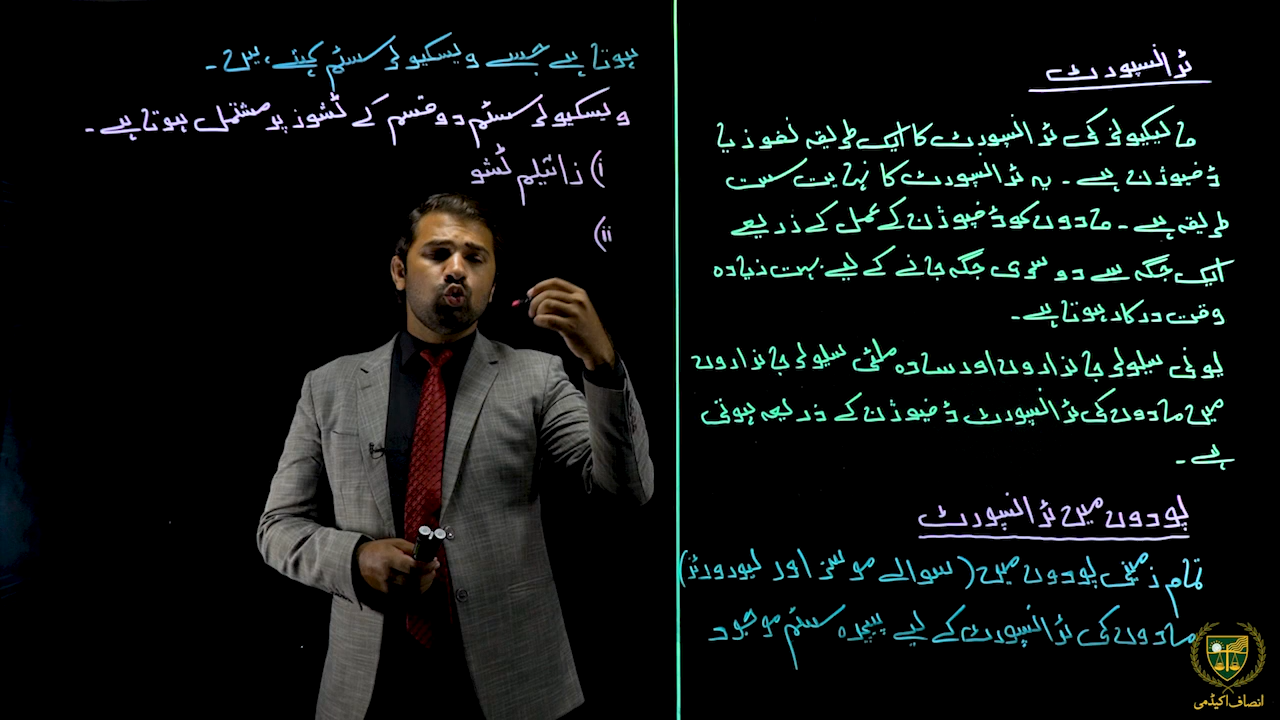 ٹرانسپورٹ
مالیکیولز کی ٹرانسپورٹ کا ایک طریقہ نفوذ یا
ڈفیوژن ہے۔ یہ ٹرانسپورٹ کا نہایت سست
طریقہ ہے۔ مادوں کو ڈفیوژن کے عمل کے ذریعے
ایک جگہ سے دوسری جگہ جانے کے لیے بہت زیادہ
وقت درکار ہوتا ہے۔
یونی سیلولر جانداروں اور سادہ ملٹی سیلولر جانداروں
میں مادوں کی ٹرانسپورٹ ڈفیوژن کے ذریعہ ہوتی
ہے۔
پودوں میں ٹرانسپورٹ
تمام زمینی پودوں میں (سوائے موسز اور لیورورٹز)
مادوں کی ٹرانسپورٹ کے لیے پیچیدہ سسٹم موجود
ہوتا ہے جسے ویسکیولر سسٹم کہتے ہیں۔
ویسکیولر سسٹم دو قسم کے ٹشوز پر مشتمل ہوتا ہے۔
i) زائیلم ٹشو
ii)
انصاف اکیڈمی